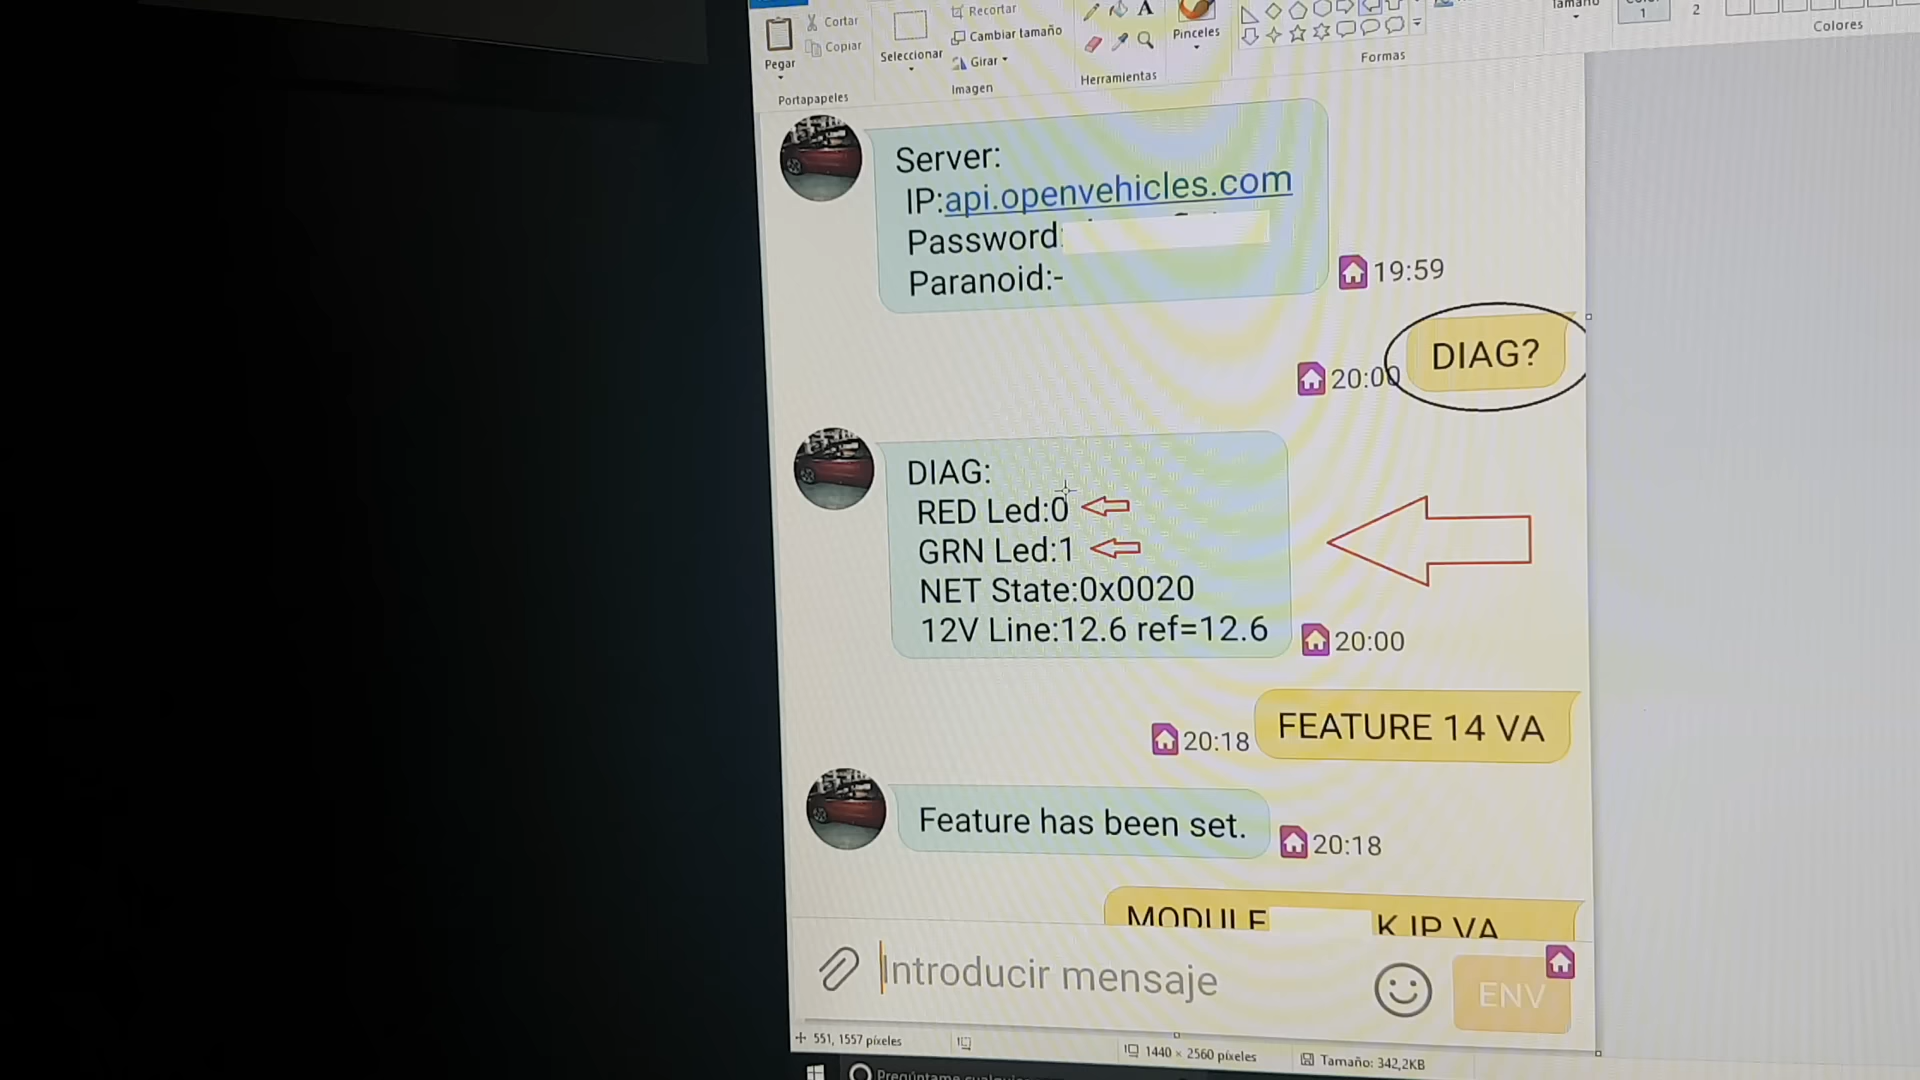 Pegar
Cortar
Copiar
Portapapeles
Seleccionar
Recortar
Cambiar tamaño
Girar
Imagen
A
Herramientas
Pinceles
Formas
Tamaño
1
2
Colores
Server:
IP:api.openvehicles.com
Password:
Paranoid:-
19:59
DIAG?
20:00
DIAG:
RED Led:0
GRN Led:1
NET State:0x0020
12V Line:12.6 ref=12.6
20:00
FEATURE 14 VA
20:18
Feature has been set.
20:18
MODULE K IP VA
Introducir mensaje
ENV
551, 1557 píxeles
1440 × 2560 píxeles
Tamaño: 342,2KB